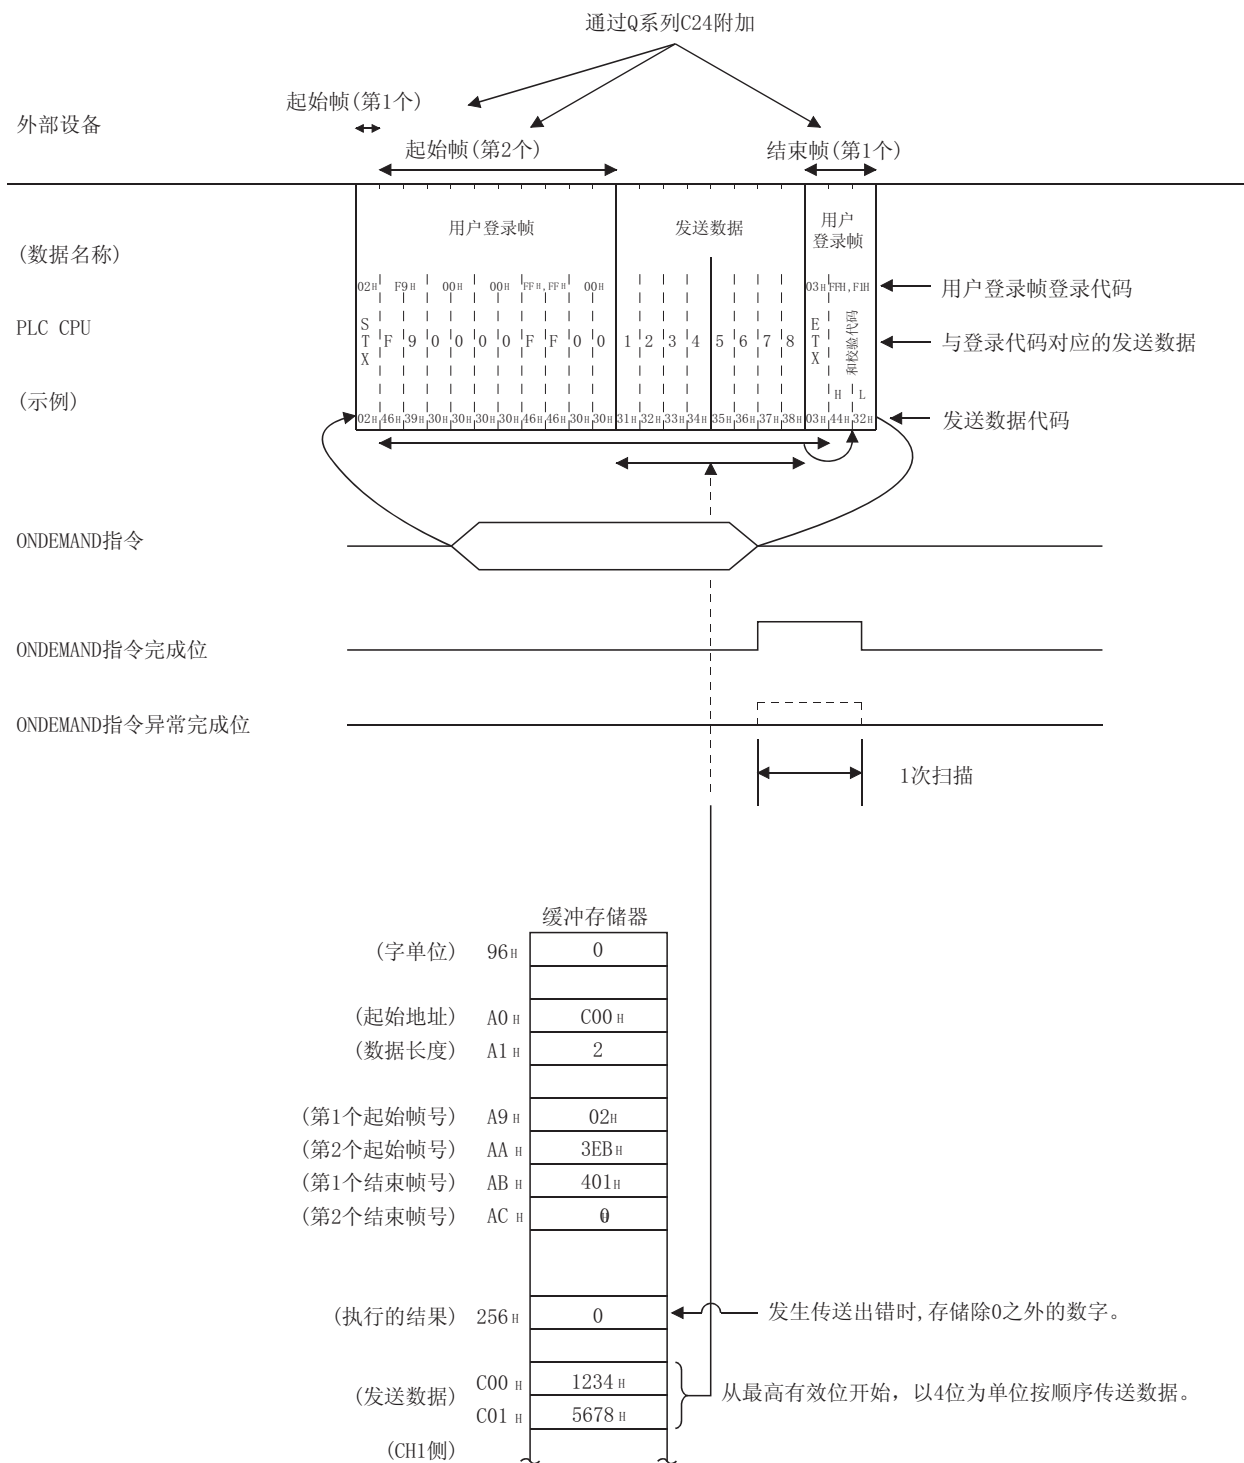 通过Q系列C24附加
起始帧(第1个)
外部设备
起始帧(第2个)
结束帧(第1个)
用户登录帧
发送数据
用户
登录帧
(数据名称)
02H F9H 00H 00H FFH,FFH 00H 03H FFH,F1H
用户登录帧登录代码
PLC CPU
STX F 9 0 0 0 0 F F 0 0 1 2 3 4 5 6 7 8 ETX 和校验代码
与登录代码对应的发送数据
H L
(示例)
02H 46H 39H 30H 30H 30H 30H 46H 46H 30H 30H 31H 32H 33H 34H 35H 36H 37H 38H 03H 44H 32H
发送数据代码
ONDEMAND指令
ONDEMAND指令完成位
ONDEMAND指令异常完成位
1次扫描
缓冲存储器
(字单位) 96H 0
(起始地址) A0H C00H
(数据长度) A1H 2
(第1个起始帧号) A9H 02H
(第2个起始帧号) AAH 3EBH
(第1个结束帧号) ABH 401H
(第2个结束帧号) ACH 0
(执行的结果) 256H 0
发生传送出错时,存储除0之外的数字。
(发送数据)
C00H 1234H
从最高有效位开始，以4位为单位按顺序传送数据。
C01H 5678H
(CH1侧)